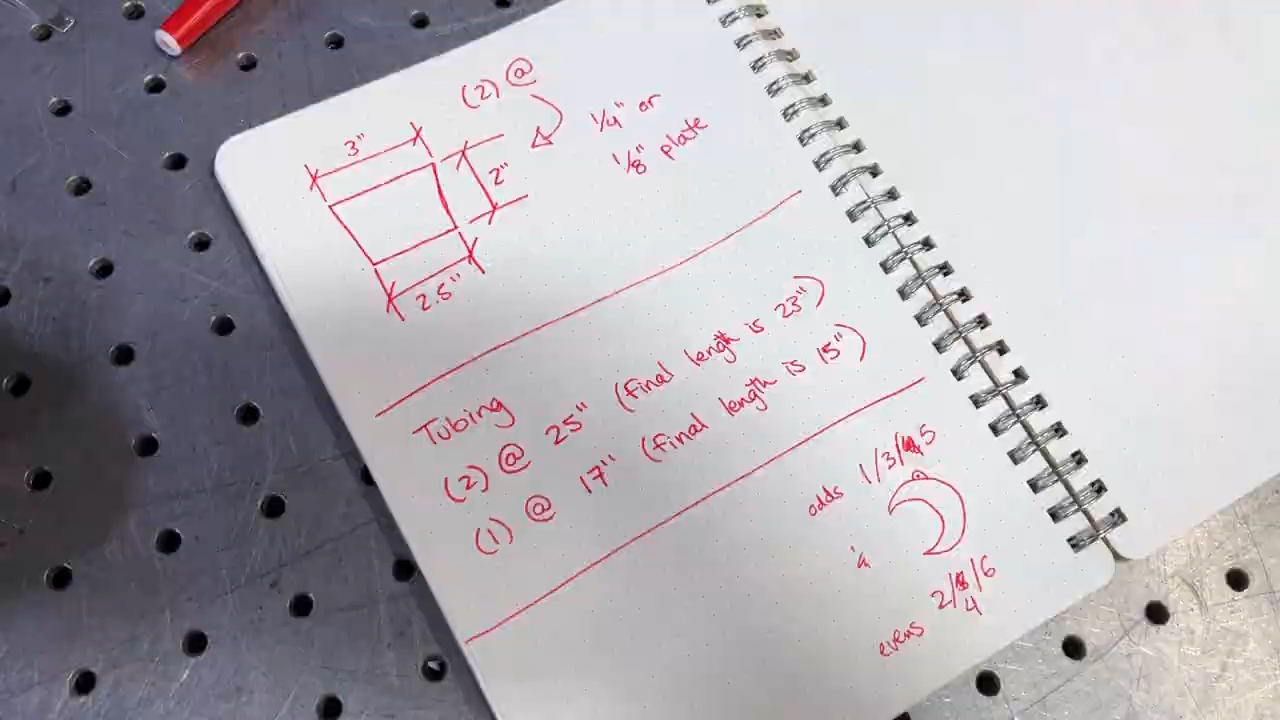 (2) @
3"
2"
2.5"
1/4" or
1/8" plate
Tubing
(2) @ 25" (final length is 23")
(1) @ 17" (final length is 15")
odds 1/3/5
evens 2/4/6